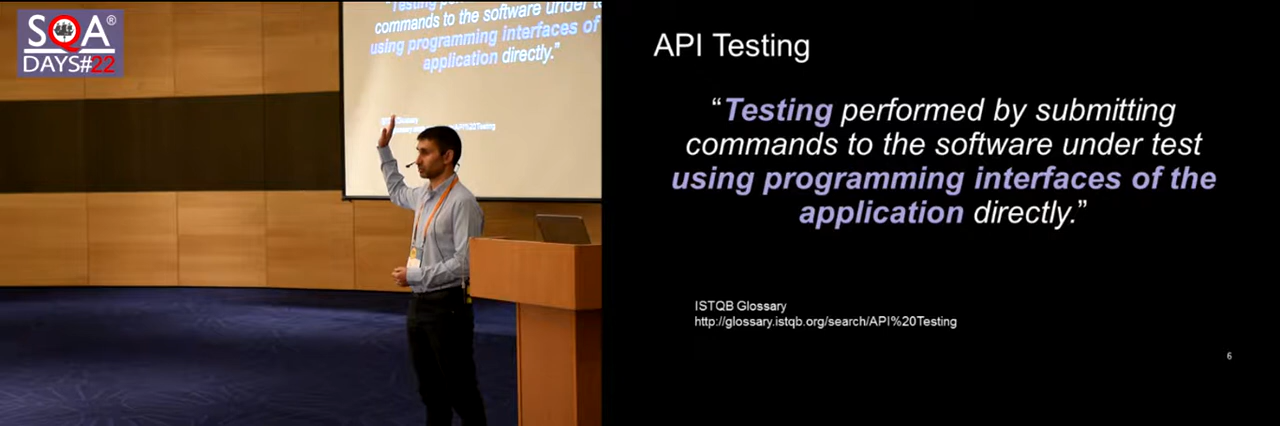 SQA®
DAYS#22
"Testing
commands to the software under
using programming interfaces of
application directly."
API Testing
"Testing performed by submitting
commands to the software under test
using programming interfaces of the
application directly."
ISTQB Glossary
http://glossary.istqb.org/search/API%20Testing
6